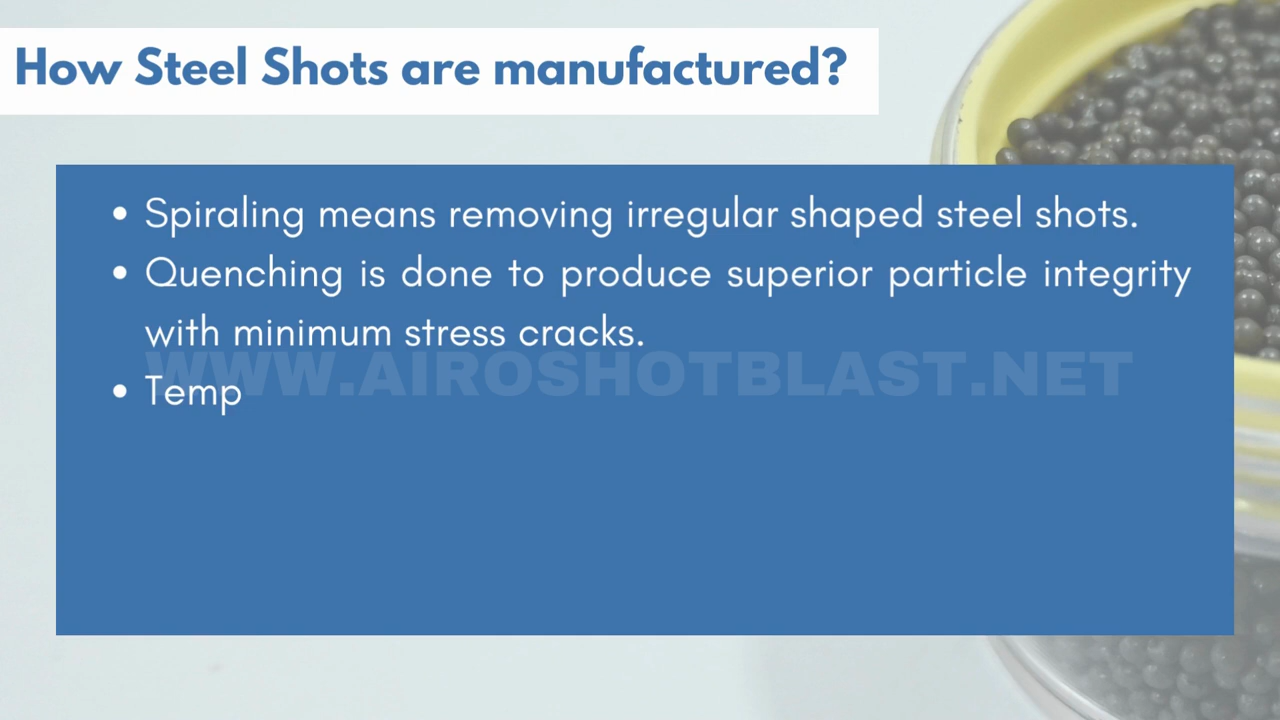 How Steel Shots are manufactured?
• Spiraling means removing irregular shaped steel shots.
• Quenching is done to produce superior particle integrity
with minimum stress cracks.
WWW.AIROSHOTBLAST.NET
• Temp